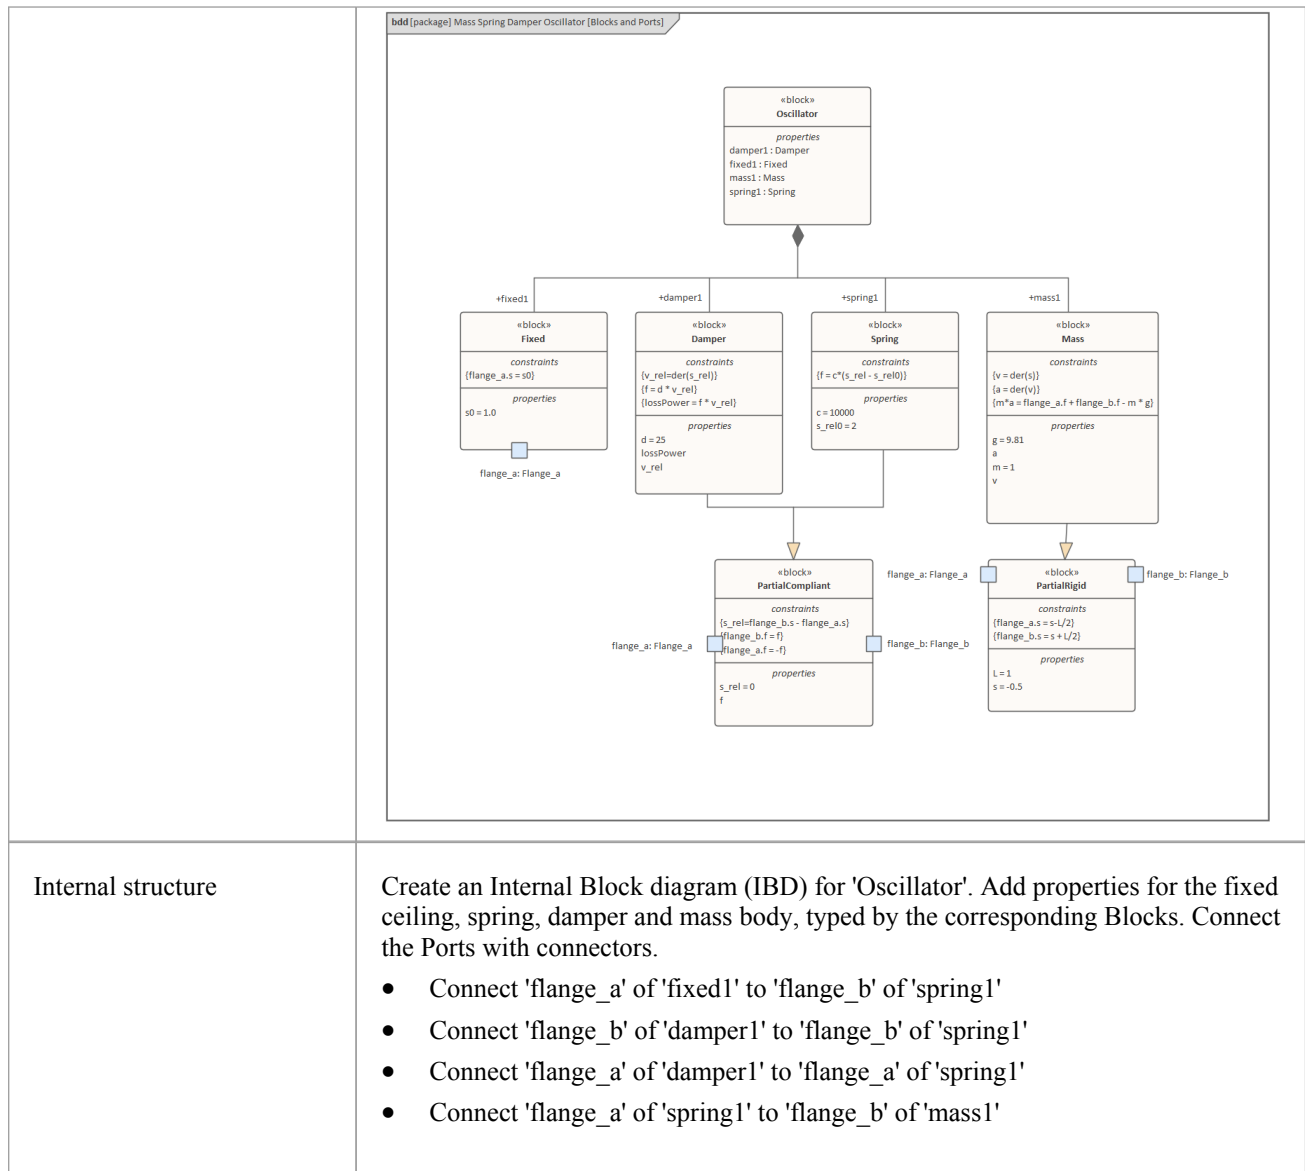 bdd [package] Mass Spring Damper Oscillator [Blocks and Ports]
«block»
Oscillator
properties
damper1 : Damper
fixed1 : Fixed
mass1 : Mass
spring1 : Spring
+fixed1
+damper1
+spring1
+mass1
«block»
Fixed
constraints
{flange_a.s = s0}
properties
s0 = 1.0
flange_a: Flange_a
«block»
Damper
constraints
{v_rel=der(s_rel)}
{f = d * v_rel}
{lossPower = f * v_rel}
properties
d = 25
lossPower
v_rel
«block»
Spring
constraints
{f = c*(s_rel - s_rel0)}
properties
c = 10000
s_rel0 = 2
«block»
Mass
constraints
{v = der(s)}
{a = der(v)}
{m*a = flange_a.f + flange_b.f - m * g}
properties
g = 9.81
a
m = 1
v
«block»
PartialCompliant
constraints
{s_rel=flange_b.s - flange_a.s}
{flange_b.f = f}
{flange_a.f = -f}
properties
s_rel = 0
f
flange_a: Flange_a
flange_b: Flange_b
«block»
PartialRigid
constraints
{flange_a.s = s-L/2}
{flange_b.s = s + L/2}
properties
L = 1
s = -0.5
flange_a: Flange_a
flange_b: Flange_b
Internal structure
Create an Internal Block diagram (IBD) for 'Oscillator'. Add properties for the fixed
ceiling, spring, damper and mass body, typed by the corresponding Blocks. Connect
the Ports with connectors.
• Connect 'flange_a' of 'fixed1' to 'flange_b' of 'spring1'
• Connect 'flange_b' of 'damper1' to 'flange_b' of 'spring1'
• Connect 'flange_a' of 'damper1' to 'flange_a' of 'spring1'
• Connect 'flange_a' of 'spring1' to 'flange_b' of 'mass1'